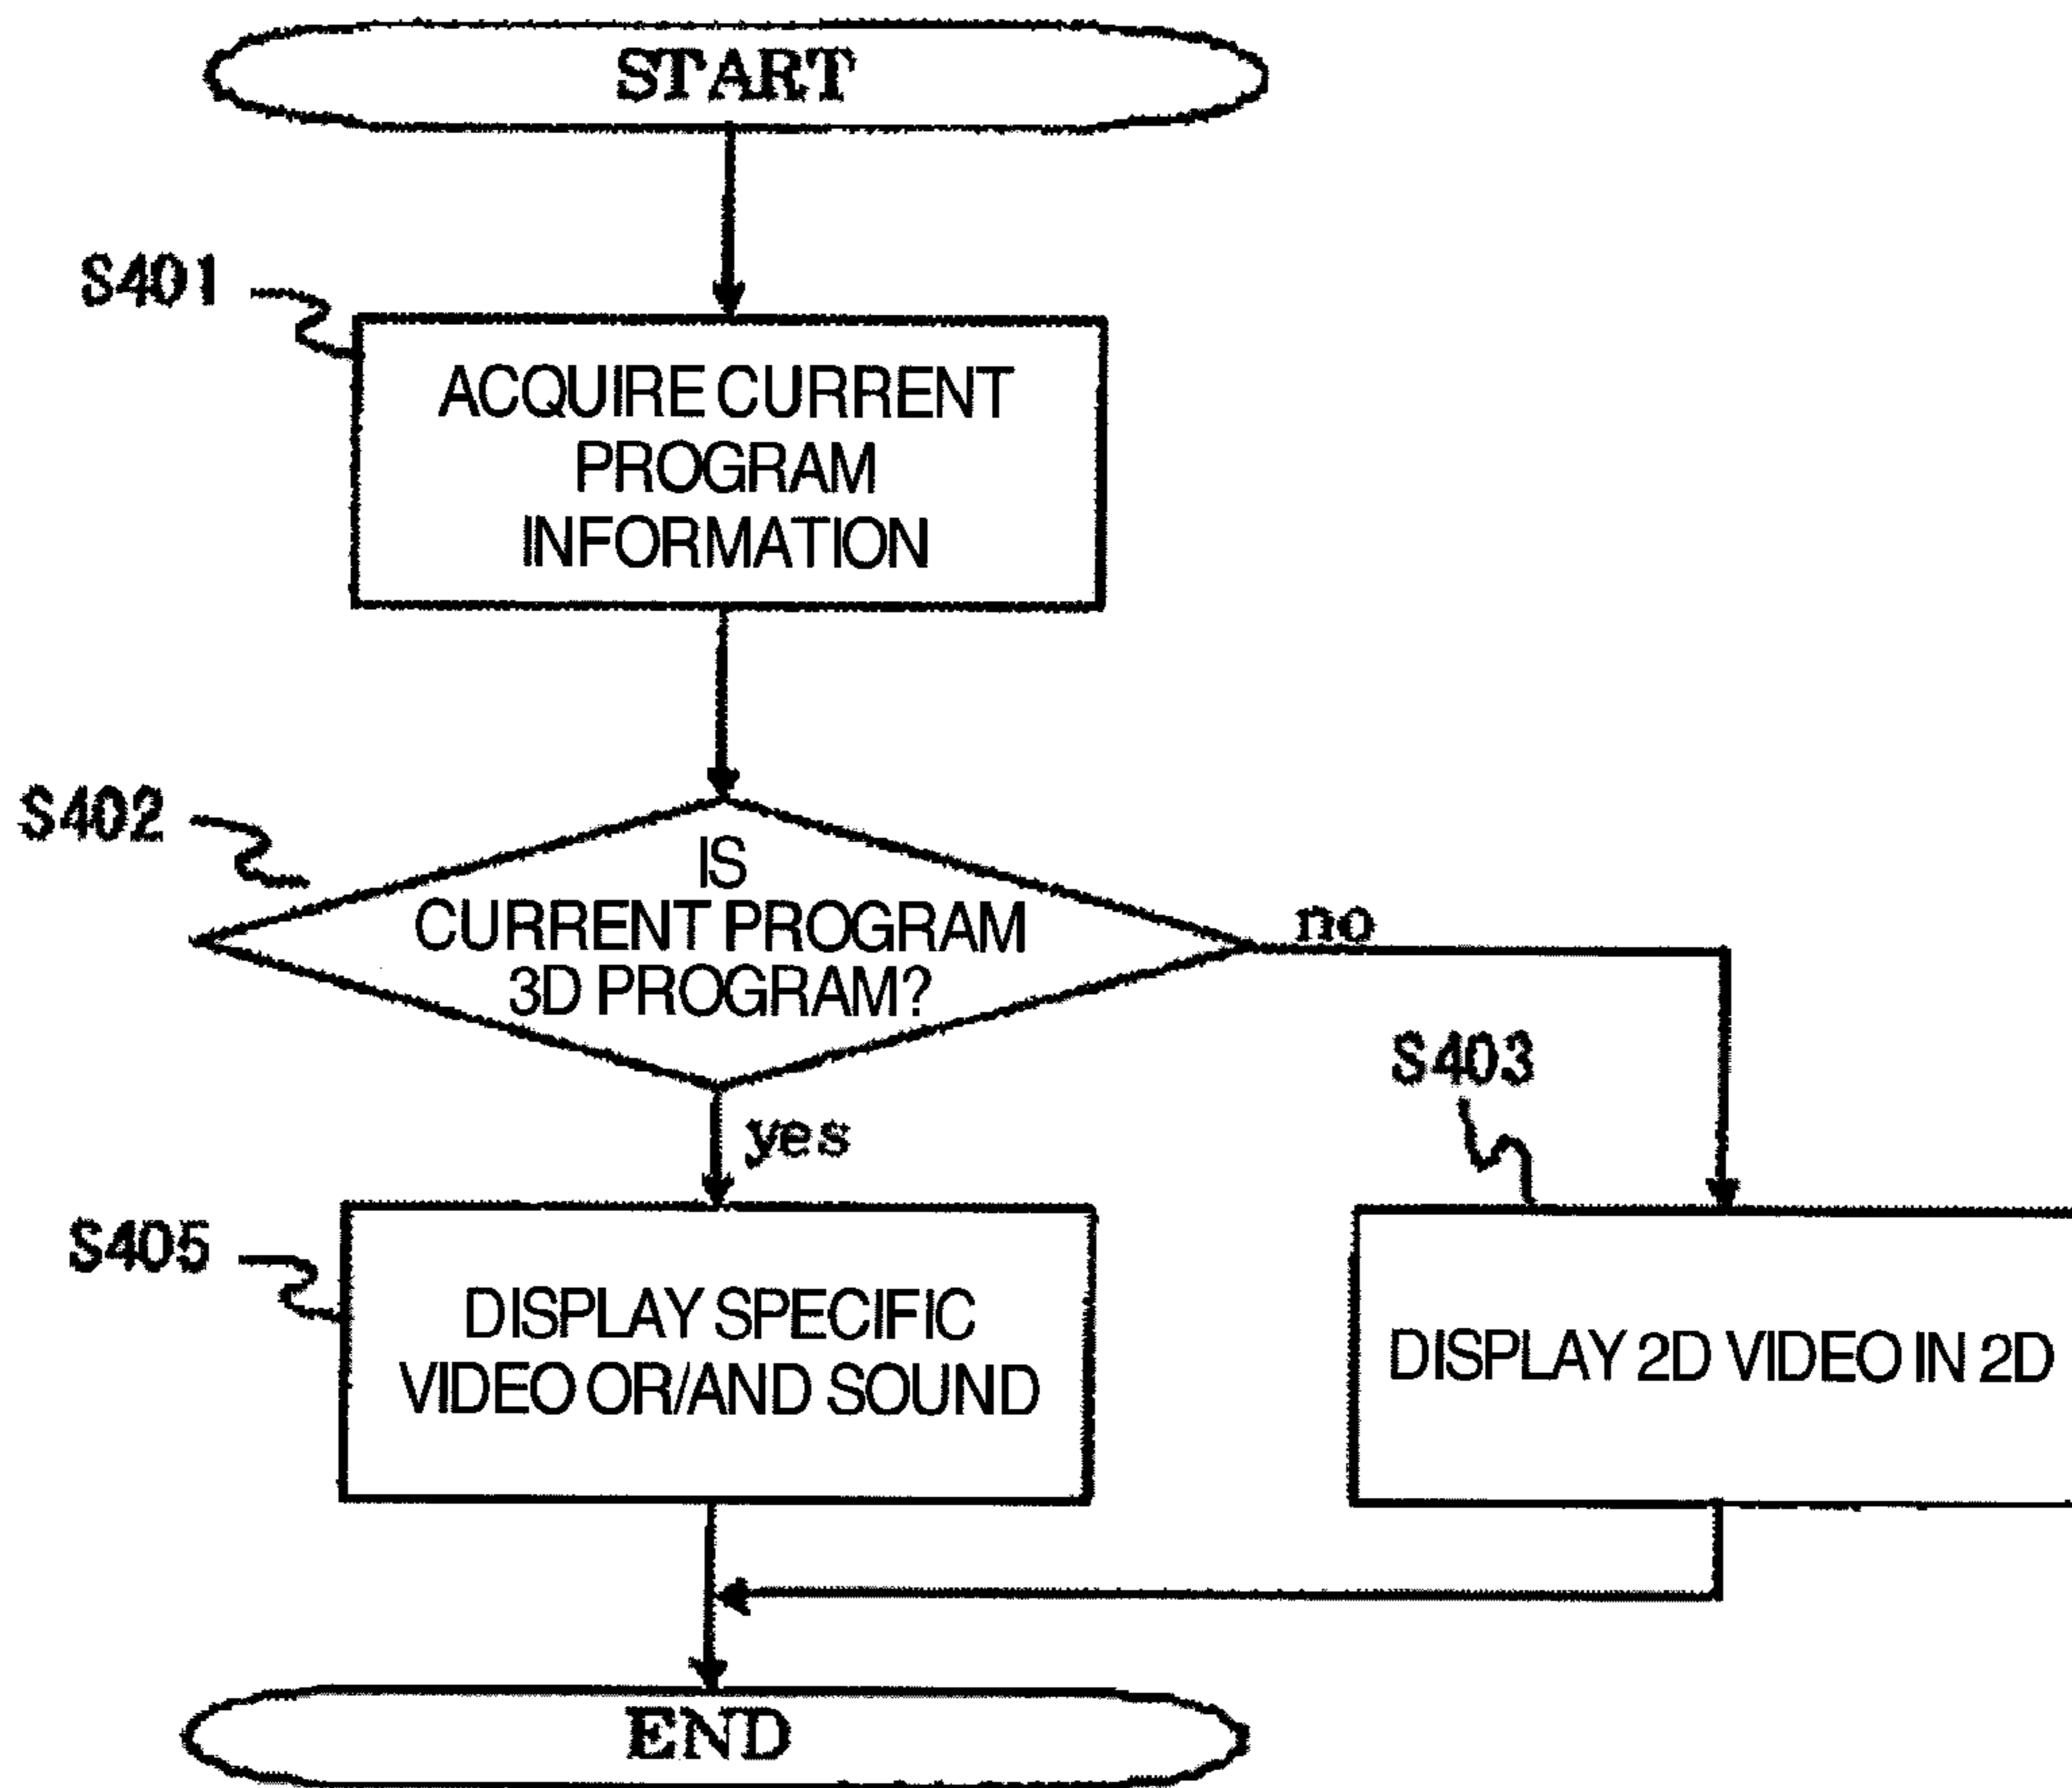 START
S401
ACQUIRE CURRENT
PROGRAM
INFORMATION
S402
IS
CURRENT PROGRAM
3D PROGRAM?
no
yes
S403
S405
DISPLAY SPECIFIC
VIDEO OR/AND SOUND
DISPLAY 2D VIDEO IN 2D
END